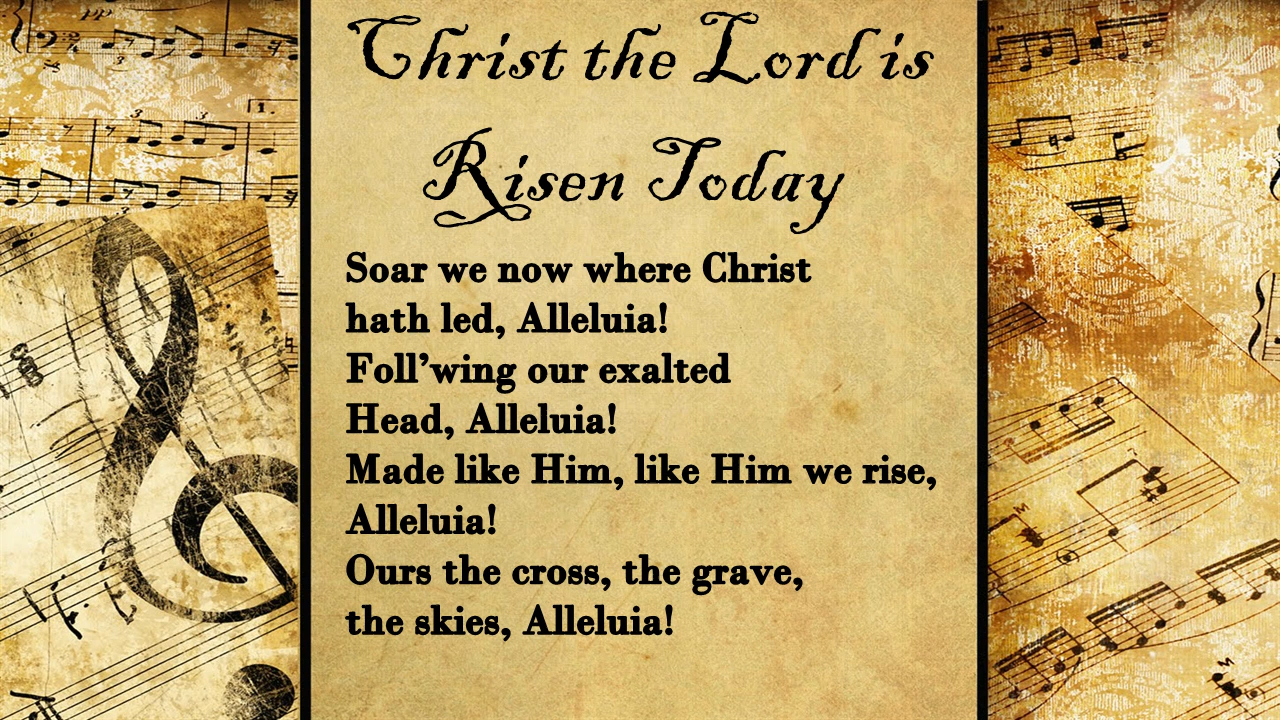 Christ the Lord is
Risen Today
Soar we now where Christ
hath led, Alleluia!
Foll’wing our exalted
Head, Alleluia!
Made like Him, like Him we rise,
Alleluia!
Ours the cross, the grave,
the skies, Alleluia!